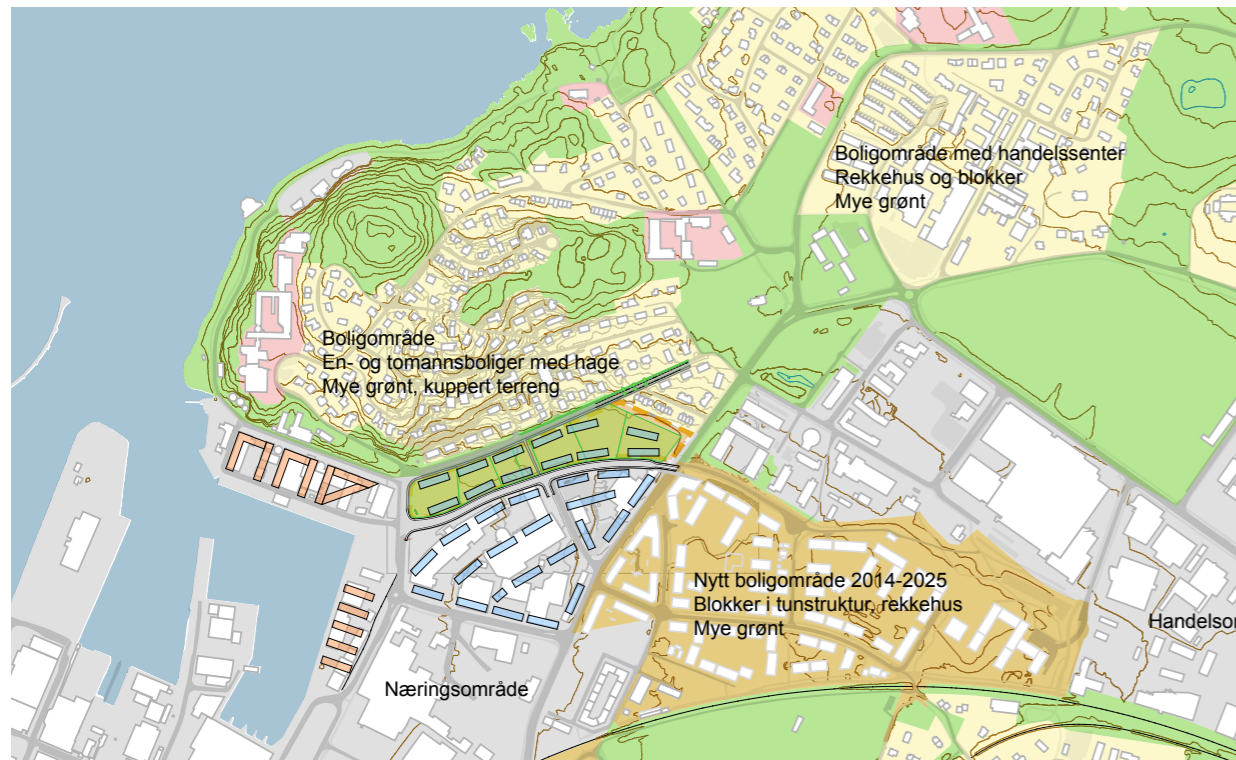 Boligområde med handelssenter
Rekkehus og blokker
Mye grønt
Boligområde
En- og tomannsboliger med hage
Mye grønt, kuppert terreng
Nytt boligområde 2014-2025
Blokker i tunstruktur, rekkehus
Mye grønt
Handelsor
Næringsområde